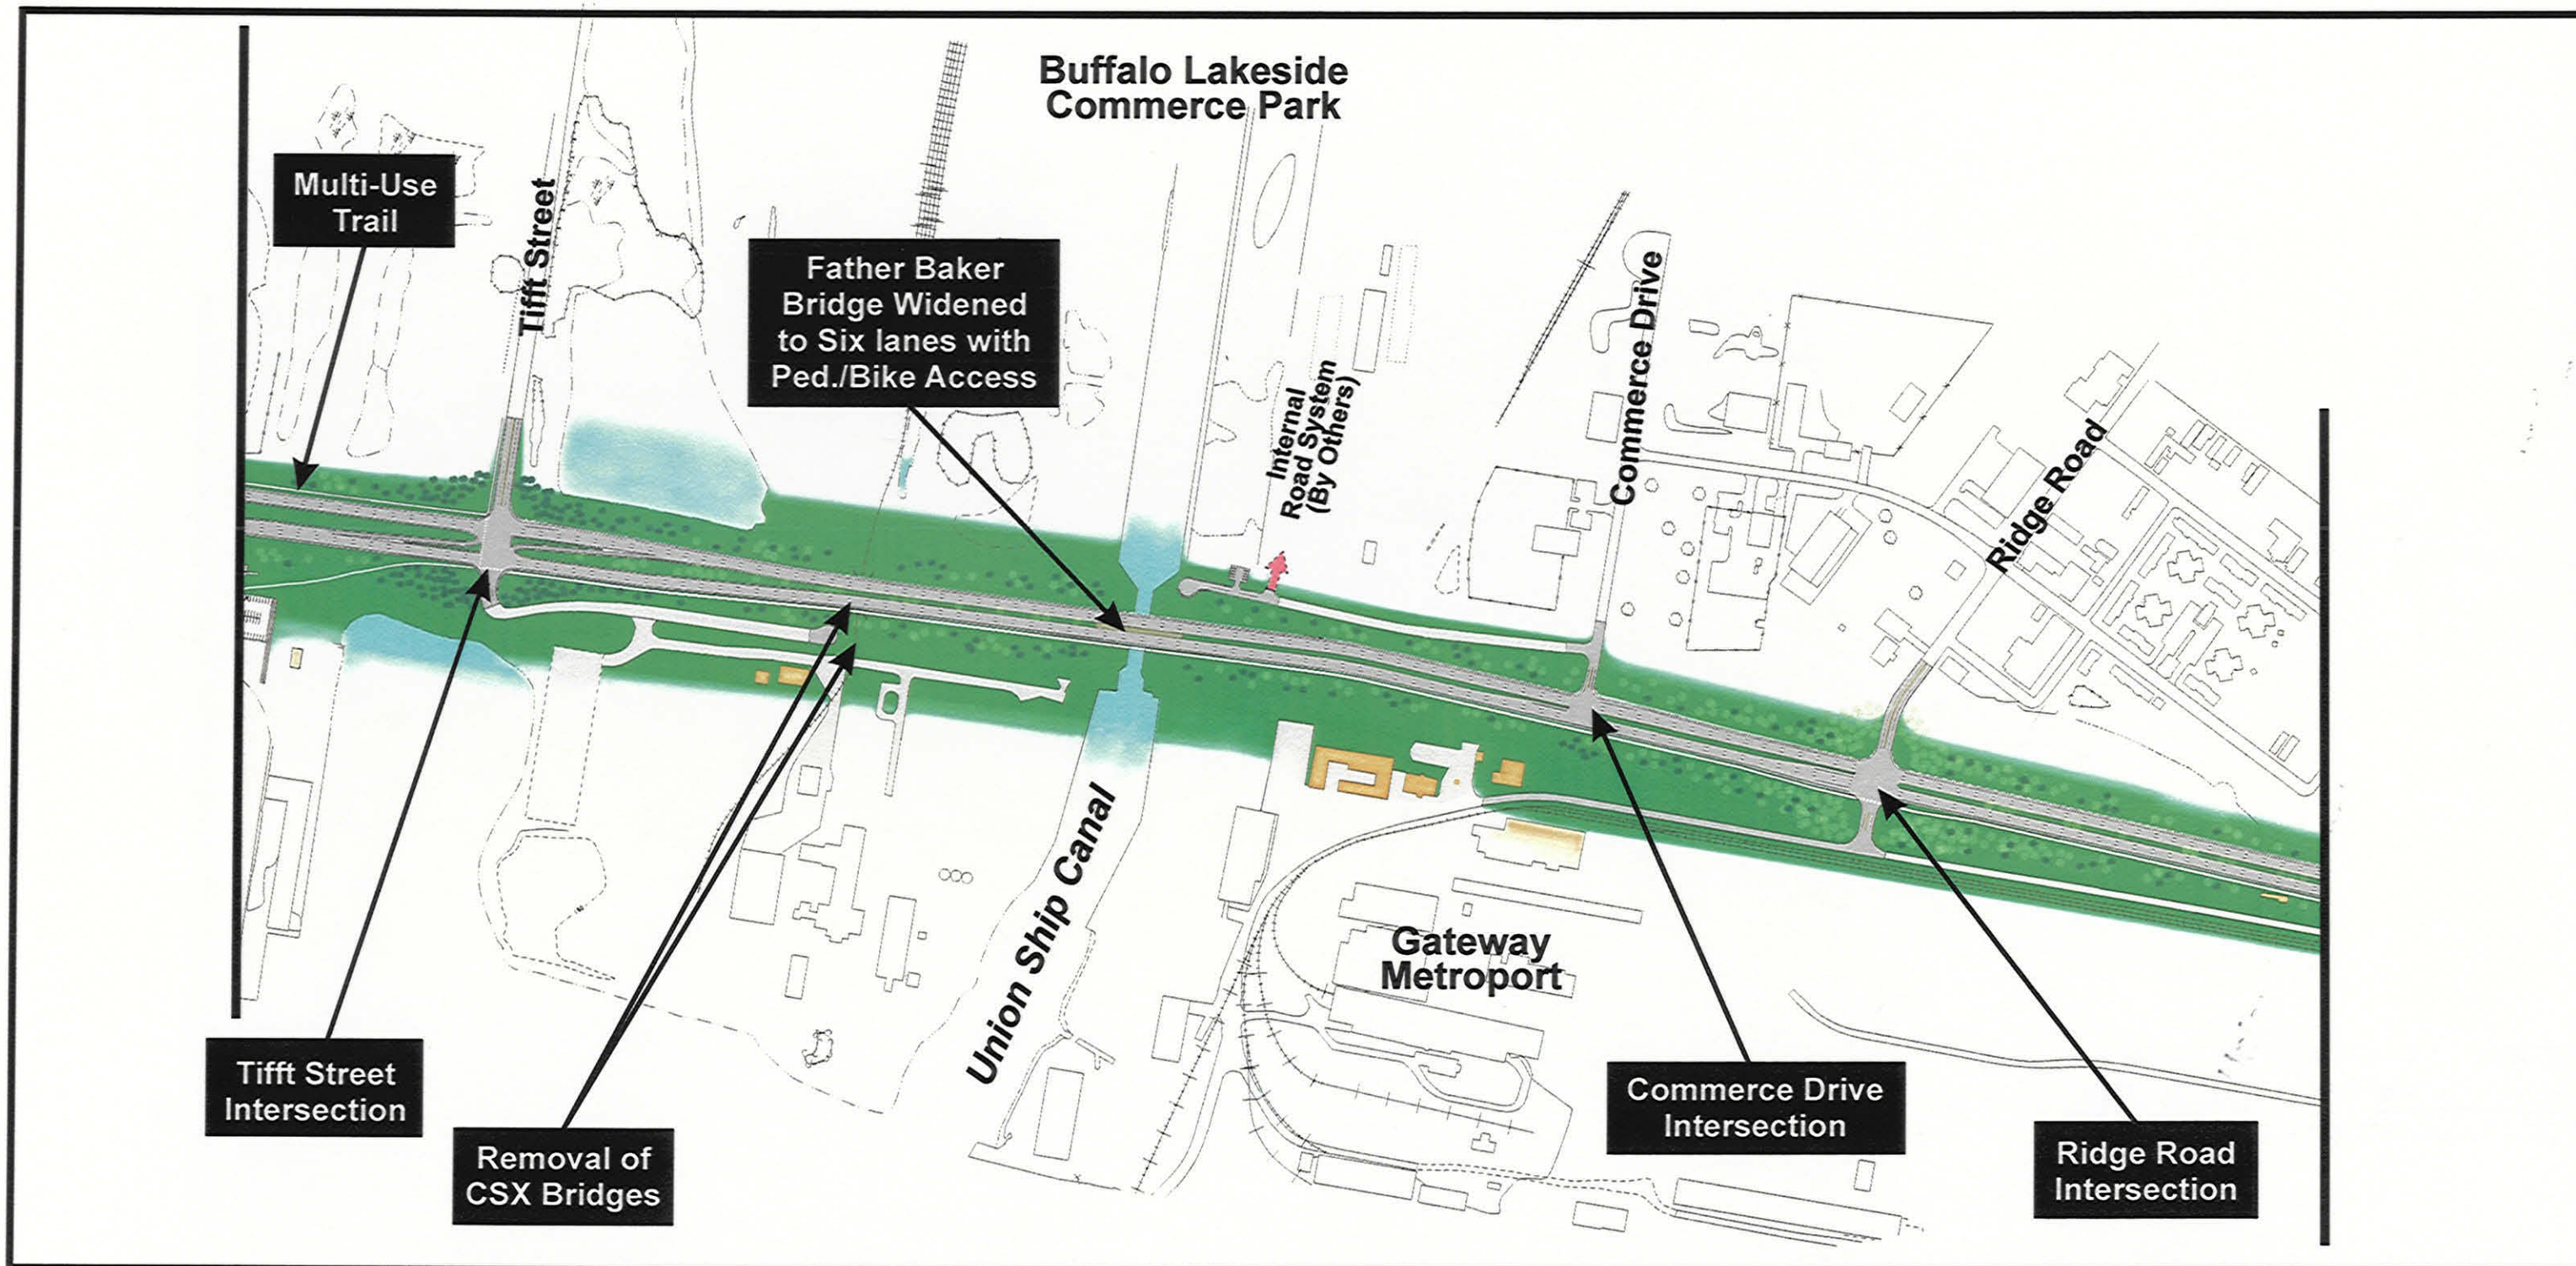 Buffalo Lakeside
Commerce Park
Multi-Use
Trail
Tifft Street
Father Baker
Bridge Widened
to Six lanes with
Ped./Bike Access
Internal
Road System
(By Others)
Commerce Drive
Ridge Road
Union Ship Canal
Gateway
Metroport
Tifft Street
Intersection
Removal of
CSX Bridges
Commerce Drive
Intersection
Ridge Road
Intersection